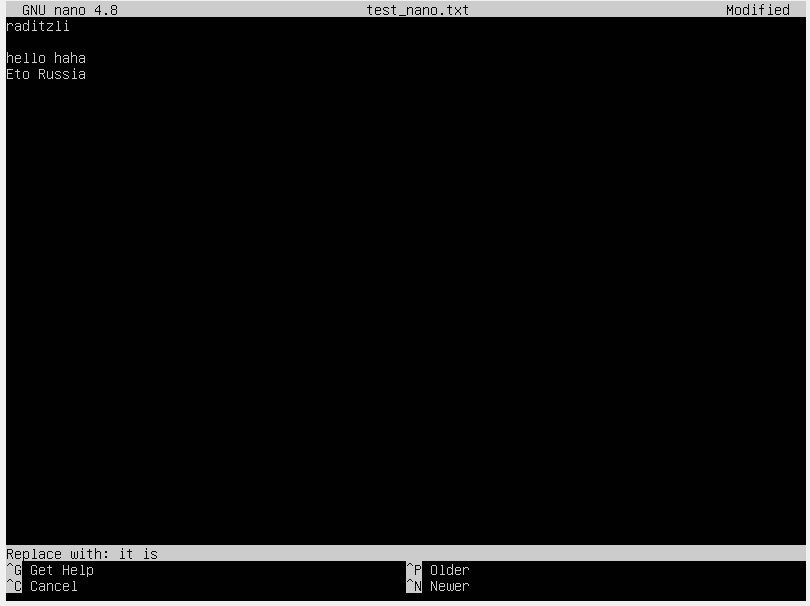 GNU nano 4.8 test_nano.txt Modified
raditzli
hello haha
Eto Russia
Replace with: it is
^G Get Help ^P Older
^C Cancel ^N Newer